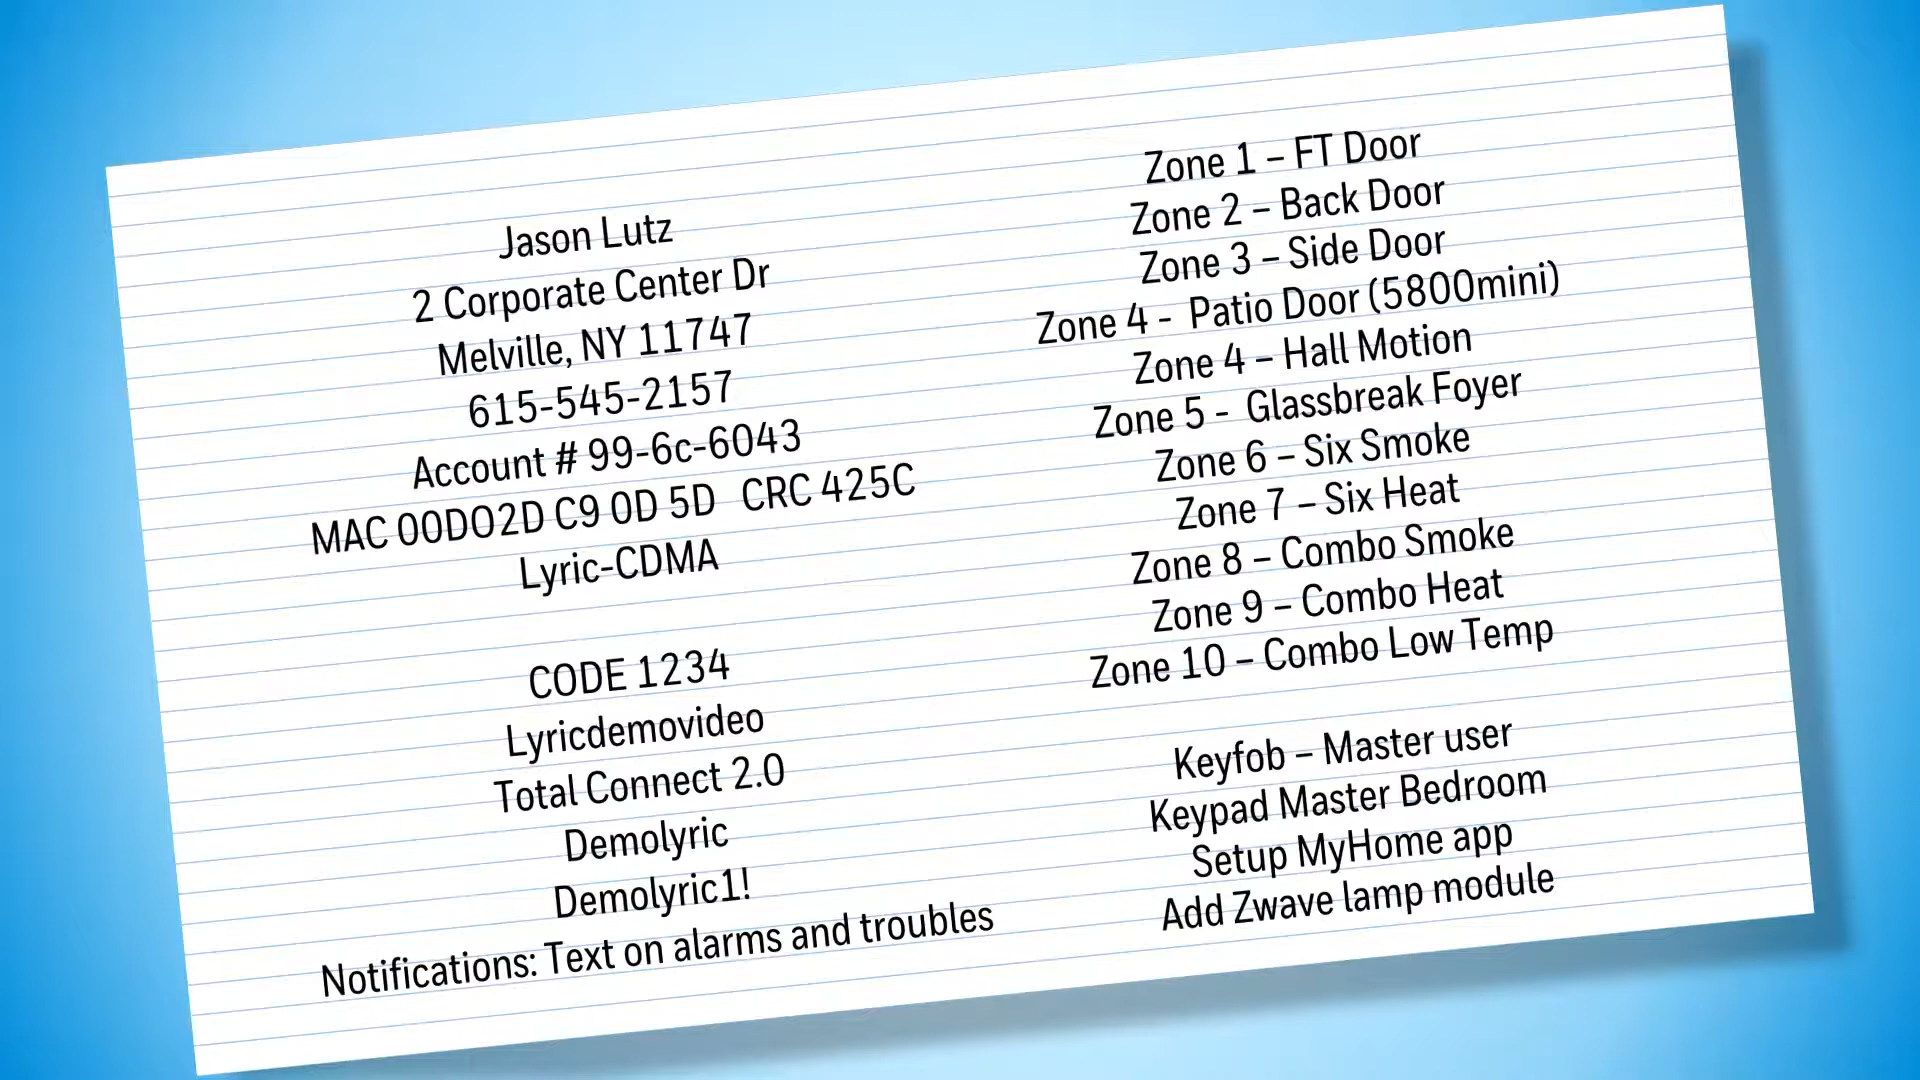 Jason Lutz
2 Corporate Center Dr
Melville, NY 11747
615-545-2157
Account # 99-6c-6043
MAC 00D02D C9 0D 5D   CRC 425C
Lyric-CDMA
CODE 1234
Lyricdemovideo
Total Connect 2.0
Demolyric
Demolyric1!
Notifications: Text on alarms and troubles
Zone 1 – FT Door
Zone 2 – Back Door
Zone 3 – Side Door
Zone 4 -  Patio Door (5800mini)
Zone 4 – Hall Motion
Zone 5 -  Glassbreak Foyer
Zone 6 – Six Smoke
Zone 7 – Six Heat
Zone 8 – Combo Smoke
Zone 9 – Combo Heat
Zone 10 – Combo Low Temp
Keyfob – Master user
Keypad Master Bedroom
Setup MyHome app
Add Zwave lamp module